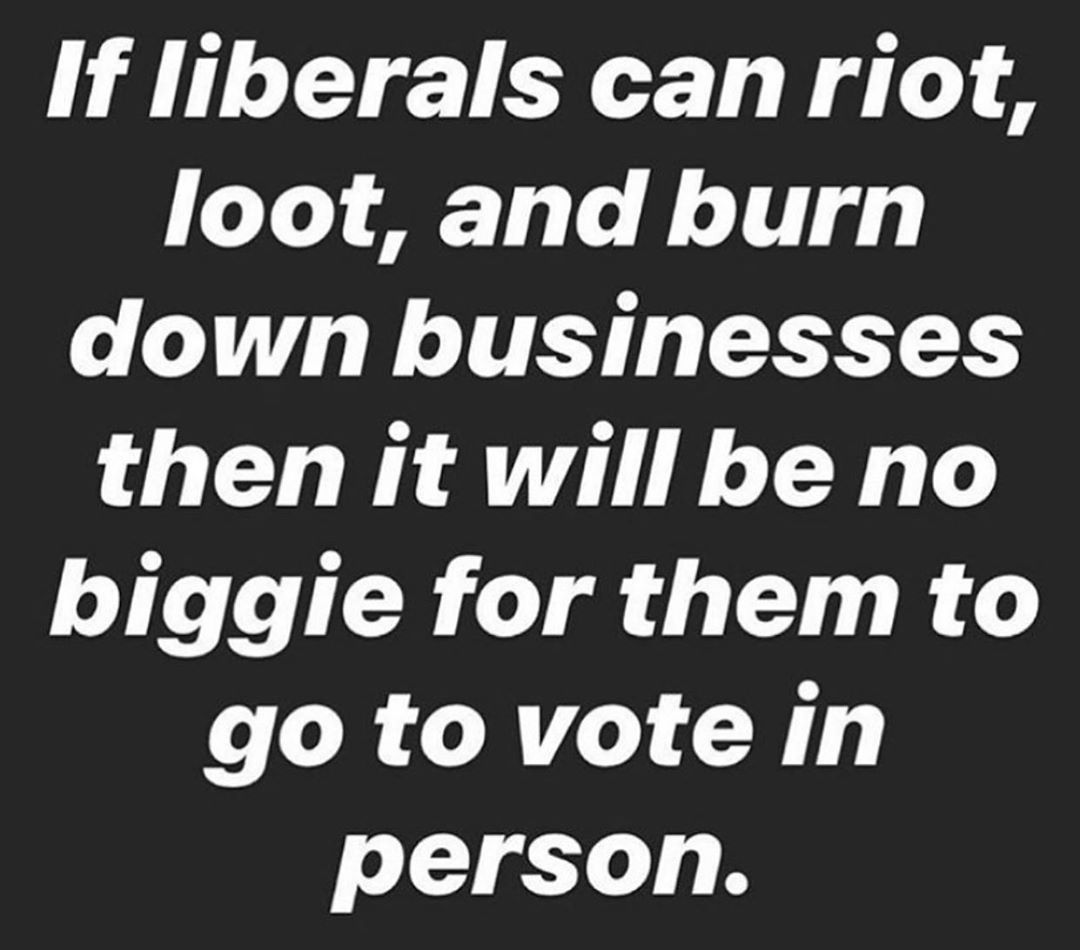 If liberals can riot,
loot, and burn
down businesses
then it will be no
biggie for them to
go to vote in
person.